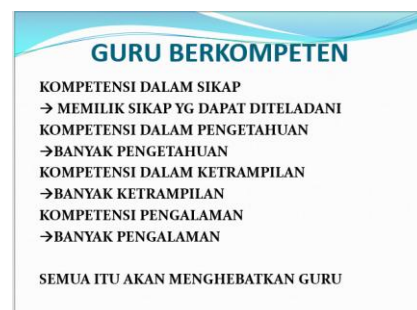 GURU BERKOMPETEN
KOMPETENSI DALAM SIKAP
→ MEMILIK SIKAP YG DAPAT DITELADANI
KOMPETENSI DALAM PENGETAHUAN
→BANYAK PENGETAHUAN
KOMPETENSI DALAM KETRAMPILAN
→BANYAK KETRAMPILAN
KOMPETENSI PENGALAMAN
→BANYAK PENGALAMAN
SEMUA ITU AKAN MENGHEBATKAN GURU